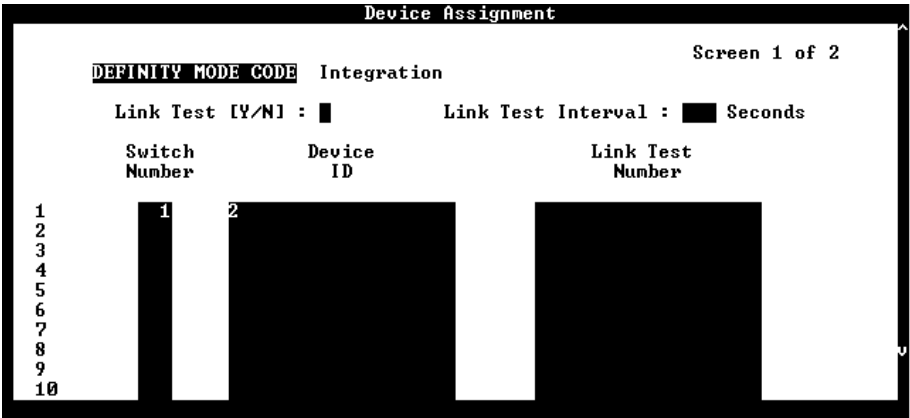 Device Assignment
^
Screen 1 of 2
DEFINITY MODE CODE Integration
Link Test [Y/N] : Link Test Interval : Seconds
Switch Device Link Test
Number ID Number
1 1 2
2
3
4
5
6
7
8 v
9
10